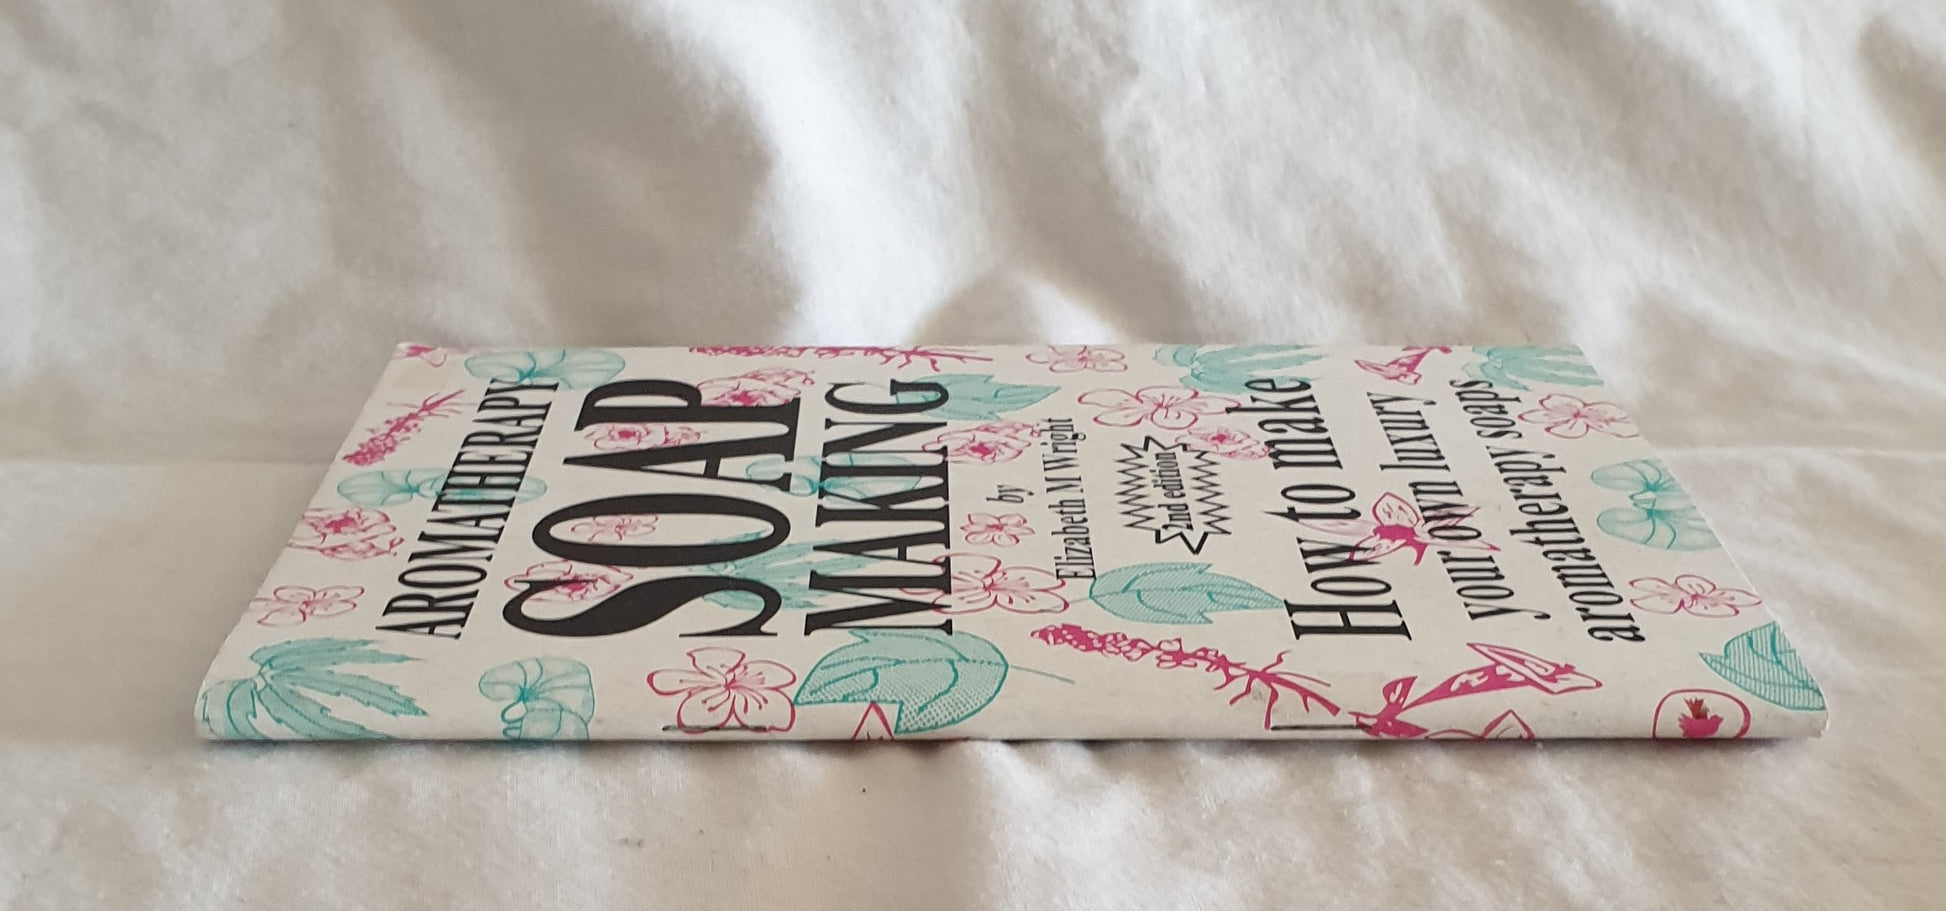 AROMATHERAPY
SOAP
MAKING
by
Elizabeth M Wright
2nd edition
How to make
your own luxury
aromatherapy soaps